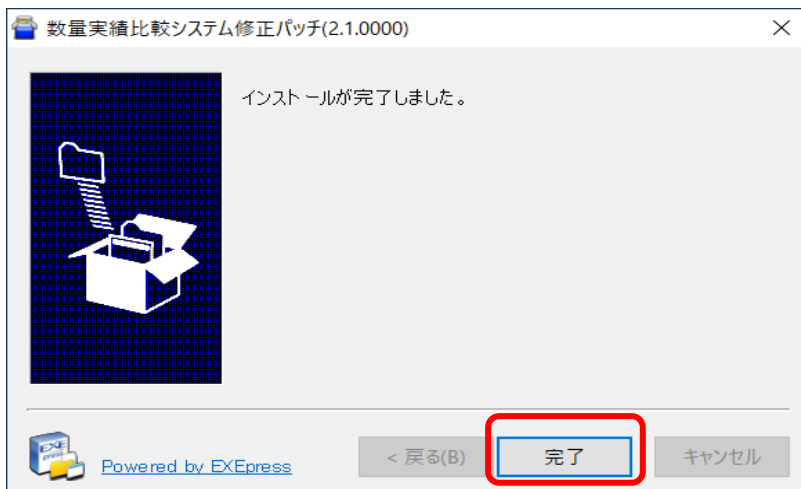 数量実績比較システム修正パッチ(2.1.0000)
インストールが完了しました。
EXE
press
Powered by EXEpress
< 戻る(B)
完了
キャンセル